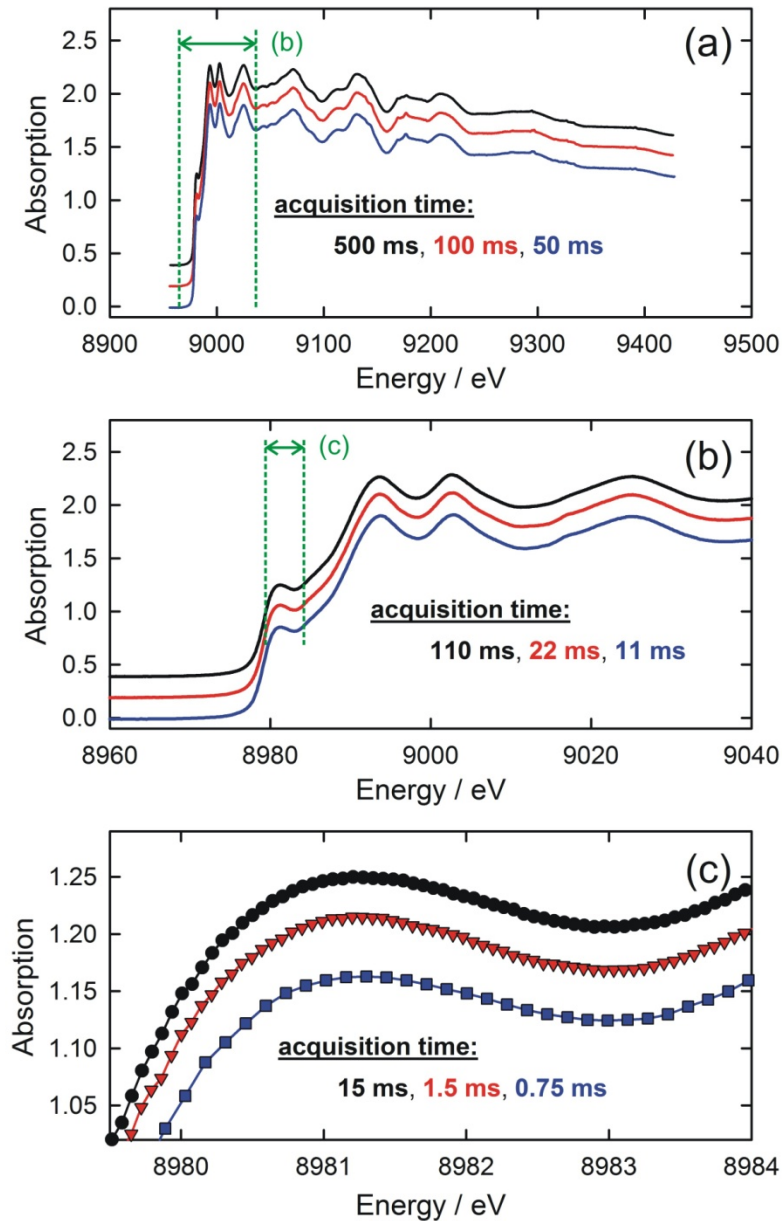 (a)
(b)
2.5
2.0
1.5
1.0
0.5
0.0
Absorption
acquisition time:
500 ms, 100 ms, 50 ms
8900 9000 9100 9200 9300 9400 9500
Energy / eV
(b)
(c)
2.5
2.0
1.5
1.0
0.5
0.0
Absorption
acquisition time:
110 ms, 22 ms, 11 ms
8960 8980 9000 9020 9040
Energy / eV
(c)
1.25
1.20
1.15
1.10
1.05
Absorption
acquisition time:
15 ms, 1.5 ms, 0.75 ms
8980 8981 8982 8983 8984
Energy / eV